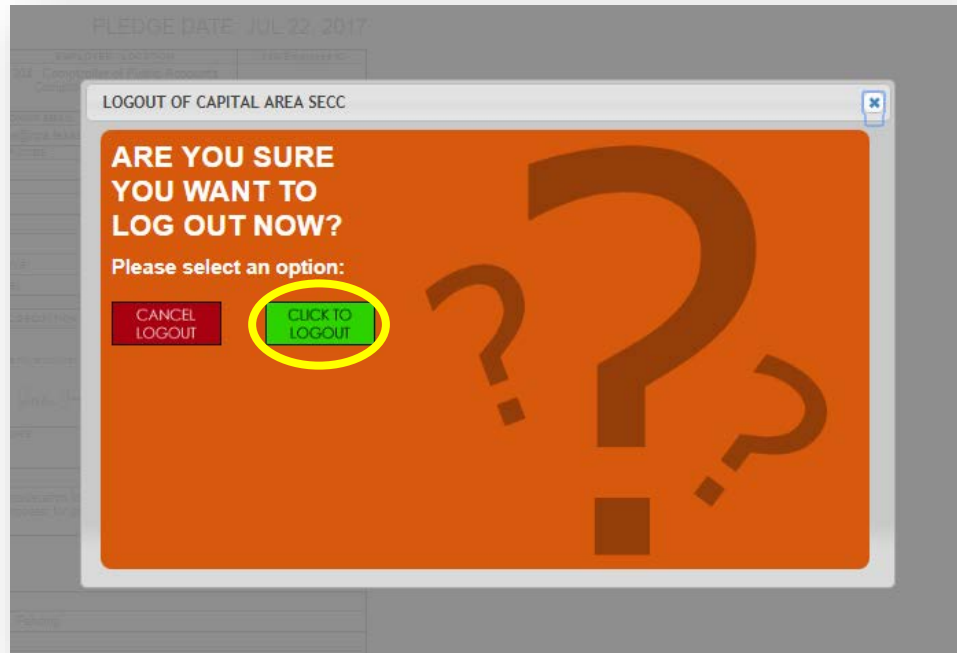 PLEDGE DATE: JUL 22, 2017
LOGOUT OF CAPITAL AREA SECC
ARE YOU SURE
YOU WANT TO
LOG OUT NOW?
Please select an option:
CANCEL
LOGOUT
CLICK TO
LOGOUT